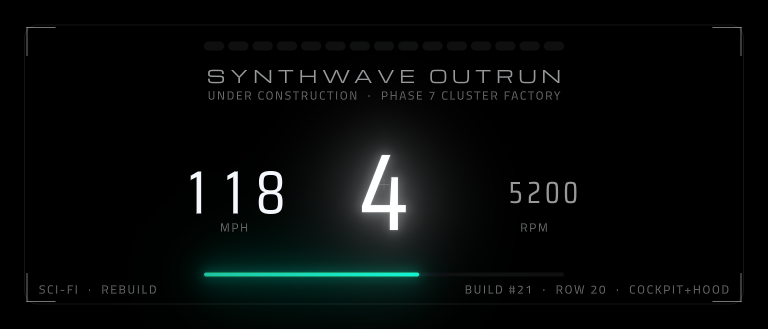 SYNTHWAVE OUTRUN
UNDER CONSTRUCTION · PHASE 7 CLUSTER FACTORY
118
MPH
4
5200
RPM
SCI-FI · REBUILD
BUILD #21 · ROW 20 · COCKPIT+HOOD